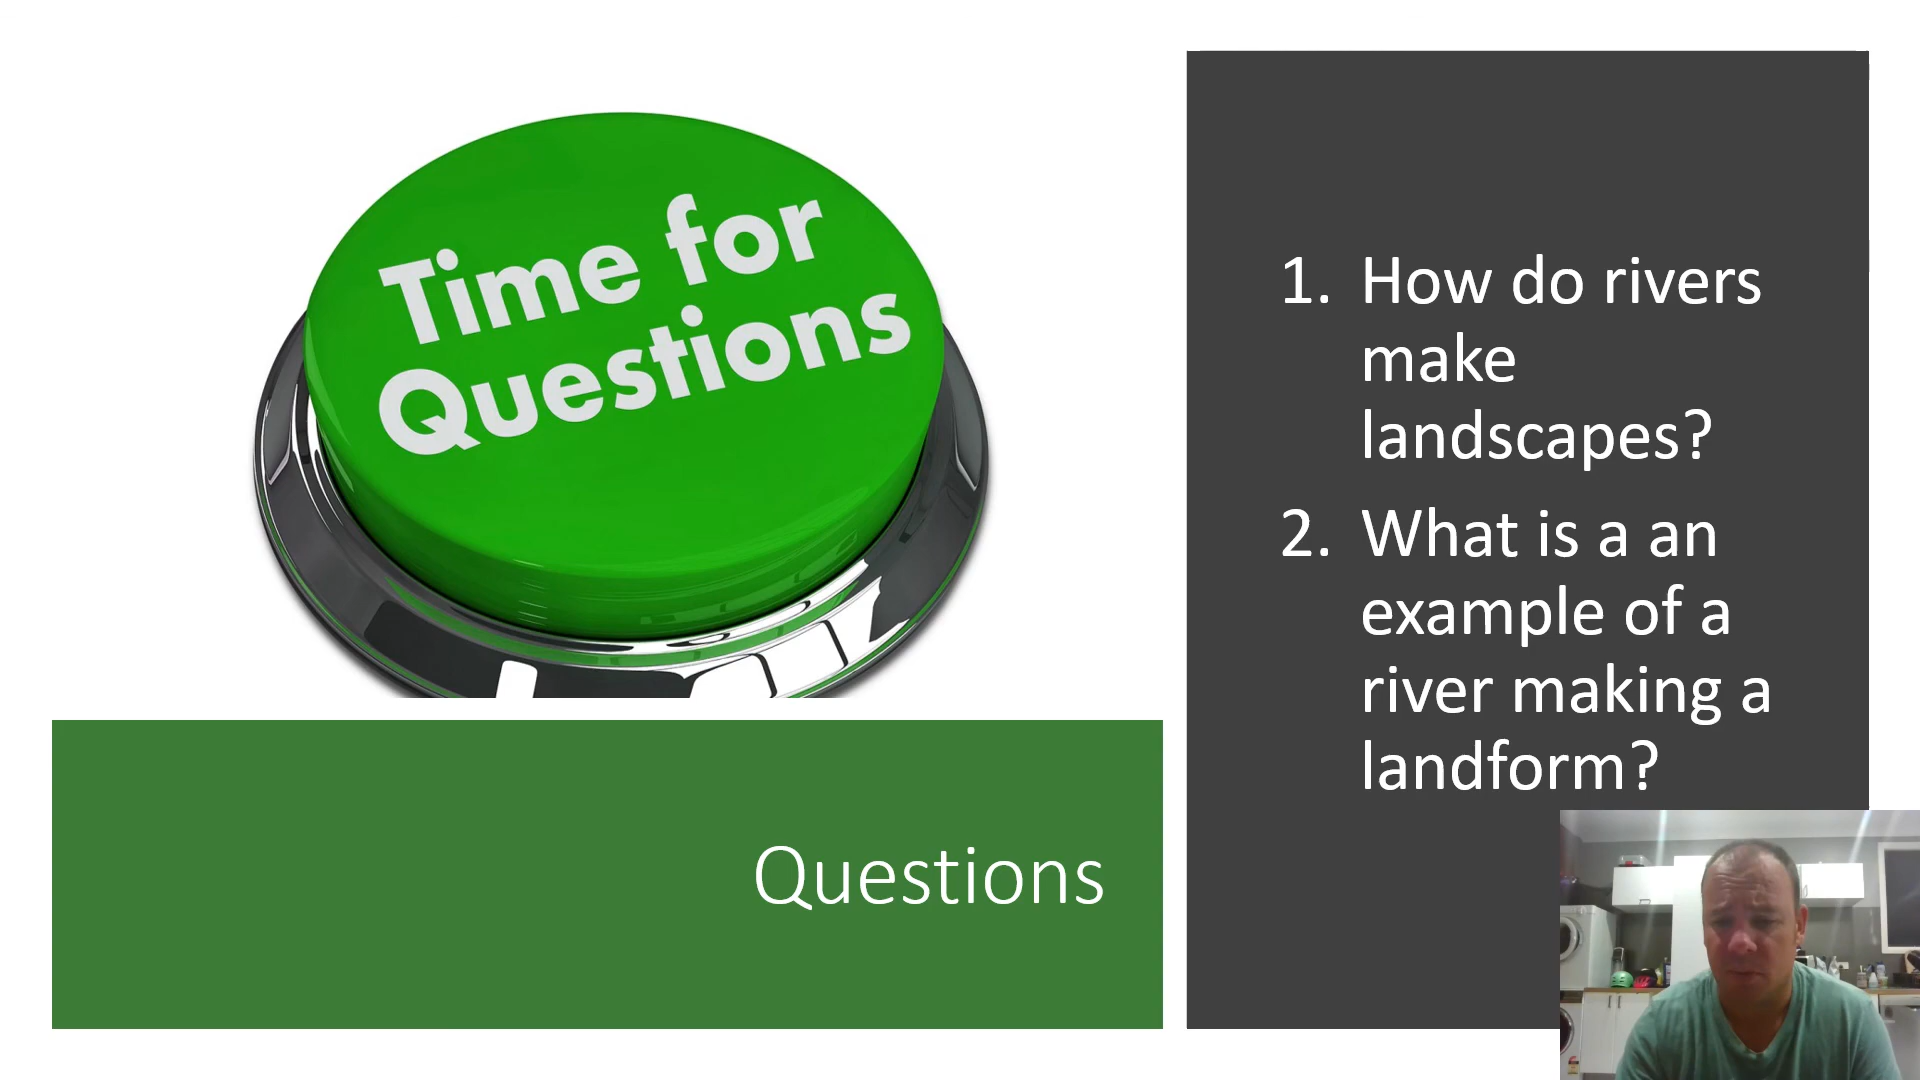 Time for
Questions
Questions
1. How do rivers
make
landscapes?
2. What is a an
example of a
river making a
landform?